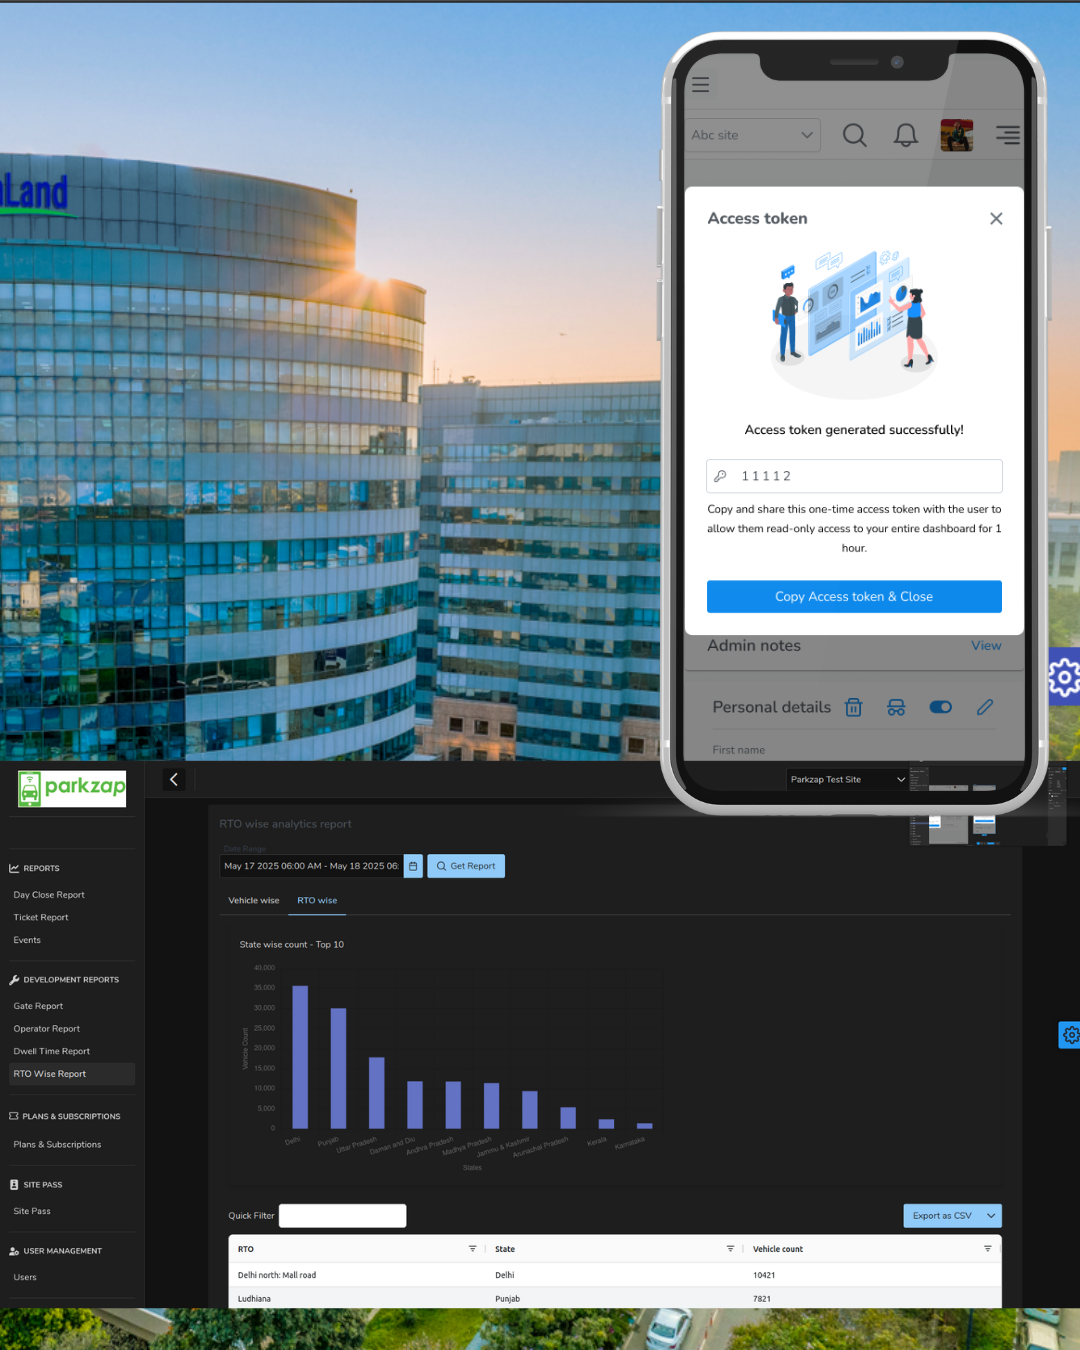 Land
Abc site
Access token
Access token generated successfully!
11112
Copy and share this one-time access token with the user to
allow them read-only access to your entire dashboard for 1
hour.
Copy Access token & Close
Admin notes
View
Personal details
First name
parkzap
Parkzap Test Site
RTO wise analytics report
Date Range
May 17 2025 06:00 AM - May 18 2025 06:
Get Report
REPORTS
Day Close Report
Ticket Report
Events
DEVELOPMENT REPORTS
Gate Report
Operator Report
Dwell Time Report
RTO Wise Report
PLANS & SUBSCRIPTIONS
Plans & Subscriptions
SITE PASS
Site Pass
USER MANAGEMENT
Users
Vehicle wise
RTO wise
State wise count - Top 10
40,000
35,000
30,000
25,000
20,000
15,000
10,000
5,000
0
Vehicle Count
Delhi
Punjab
Uttar Pradesh
Daman and Diu
Andhra Pradesh
Madhya Pradesh
Jammu & Kashmir
Arunachal Pradesh
Kerala
Karnataka
States
Quick Filter
Export as CSV
RTO State Vehicle count
Delhi north: Mall road Delhi 10421
Ludhiana Punjab 7821